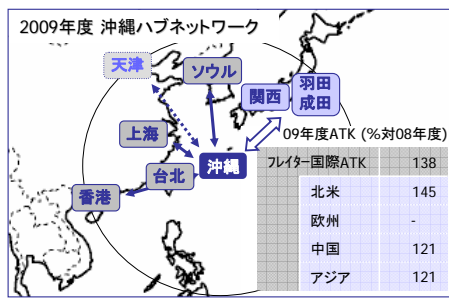 2009年度 沖縄ハブネットワーク
天津
ソウル
関西
羽田
成田
上海
沖縄
台北
香港
09年度ATK (%対08年度)
フレイター国際ATK 138
北米 145
欧州 -
中国 121
アジア 121